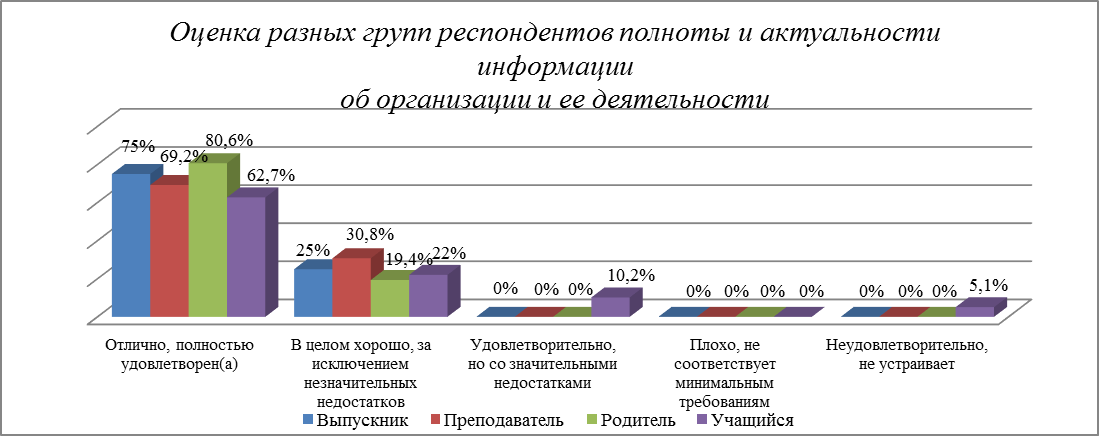 Оценка разных групп респондентов полноты и актуальности
информации
об организации и ее деятельности
75%
69,2%
80,6%
62,7%
25%
30,8%
19,4%
22%
0%
0%
0%
10,2%
0%
0%
0%
0%
0%
0%
0%
5,1%
Отлично, полностью
удовлетворен(а)
В целом хорошо, за
исключением
незначительных
недостатков
Удовлетворительно,
но со значительными
недостатками
Плохо, не
соответствует
минимальным
требованиям
Неудовлетворительно,
не устраивает
Выпускник Преподаватель Родитель Учащийся